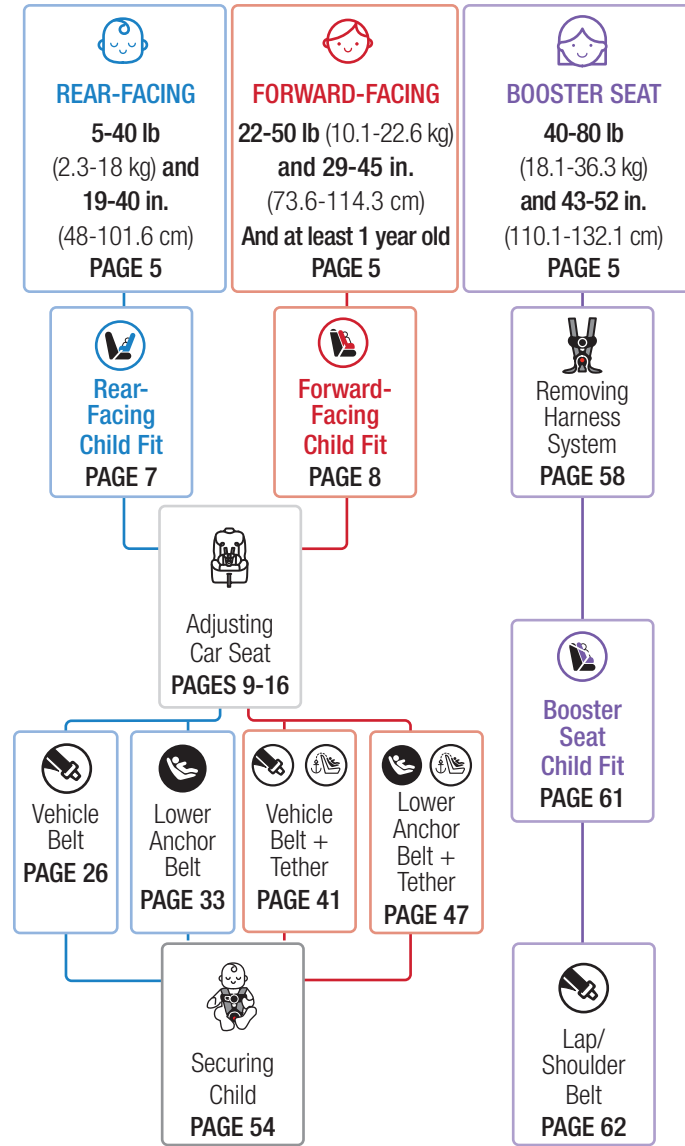 REAR-FACING
5-40 lb
(2.3-18 kg) and
19-40 in.
(48-101.6 cm)
PAGE 5
FORWARD-FACING
22-50 lb (10.1-22.6 kg)
and 29-45 in.
(73.6-114.3 cm)
And at least 1 year old
PAGE 5
BOOSTER SEAT
40-80 lb
(18.1-36.3 kg)
and 43-52 in.
(110.1-132.1 cm)
PAGE 5
Rear-
Facing
Child Fit
PAGE 7
Forward-
Facing
Child Fit
PAGE 8
Removing
Harness
System
PAGE 58
Adjusting
Car Seat
PAGES 9-16
Booster
Seat
Child Fit
PAGE 61
Vehicle
Belt
PAGE 26
Lower
Anchor
Belt
PAGE 33
Vehicle
Belt +
Tether
PAGE 41
Lower
Anchor
Belt +
Tether
PAGE 47
Securing
Child
PAGE 54
Lap/
Shoulder
Belt
PAGE 62